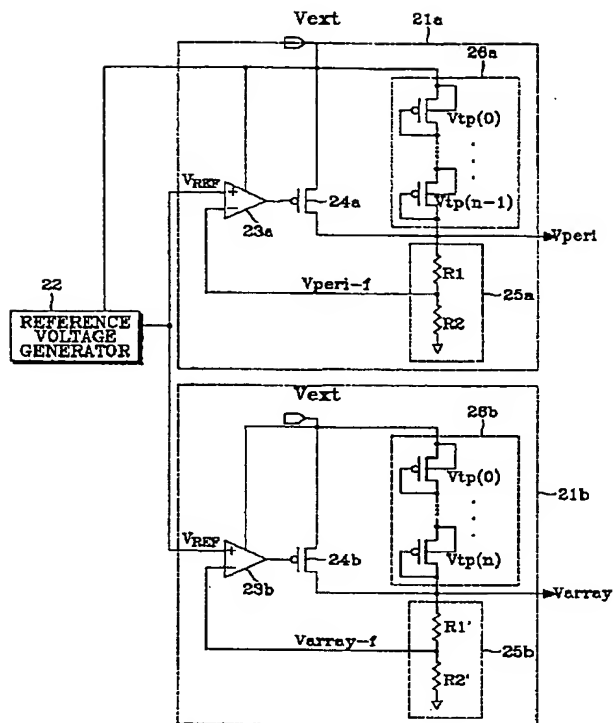 Vext
21a
26a
Vtp(0)
Vtp(n-1)
VREF
+
-
23a
24a
Vperi
R1
Vperi-f
R2
25a
22
REFERENCE
VOLTAGE
GENERATOR
Vext
26b
Vtp(0)
21b
Vtp(n)
VREF
+
-
23b
24b
Varray
R1'
Varray-f
R2'
25b